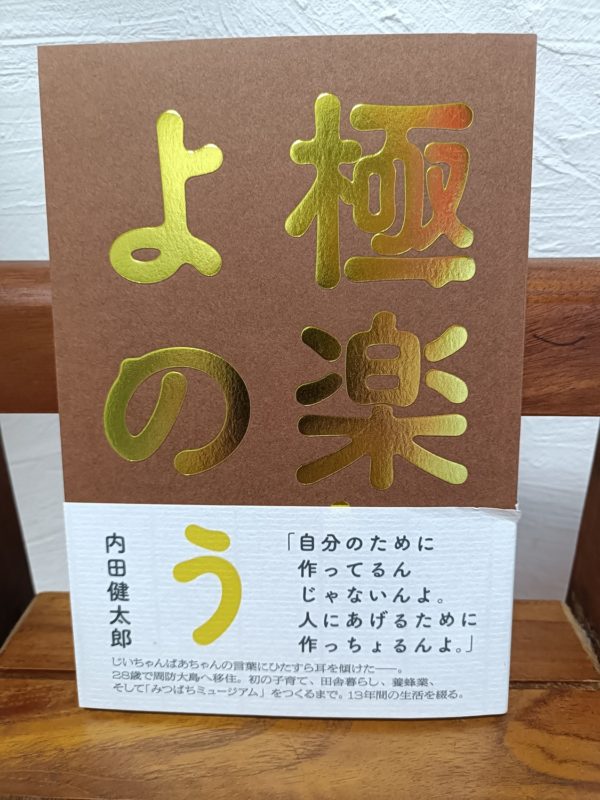 極楽
よのう
「自分のために
作ってるん
じゃないんよ。
人にあげるために
作っちょるんよ。」
内田健太郎
じいちゃんばあちゃんの言葉にひたすら耳を傾けた──。
28歳で周防大島へ移住。初の子育て、田舎暮らし、養蜂業、
そして「みつばちミュージアム」をつくるまで。13年間の生活を綴る。